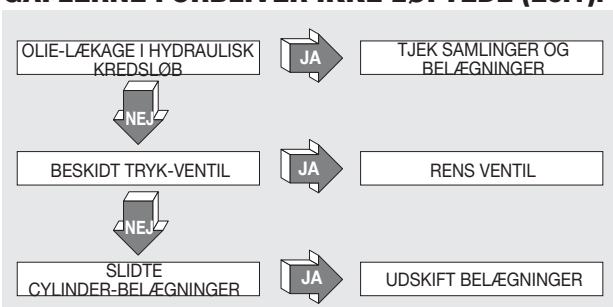 OLIE-LÆKAGE I HYDRAULISK
KREDSLØB
JA
TJEK SAMLINGER OG
BELÆGNINGER
NEJ
BESKIDT TRYK-VENTIL
JA
RENS VENTIL
NEJ
SLIDTE
CYLINDER-BELÆGNINGER
JA
UDSKIFT BELÆGNINGER